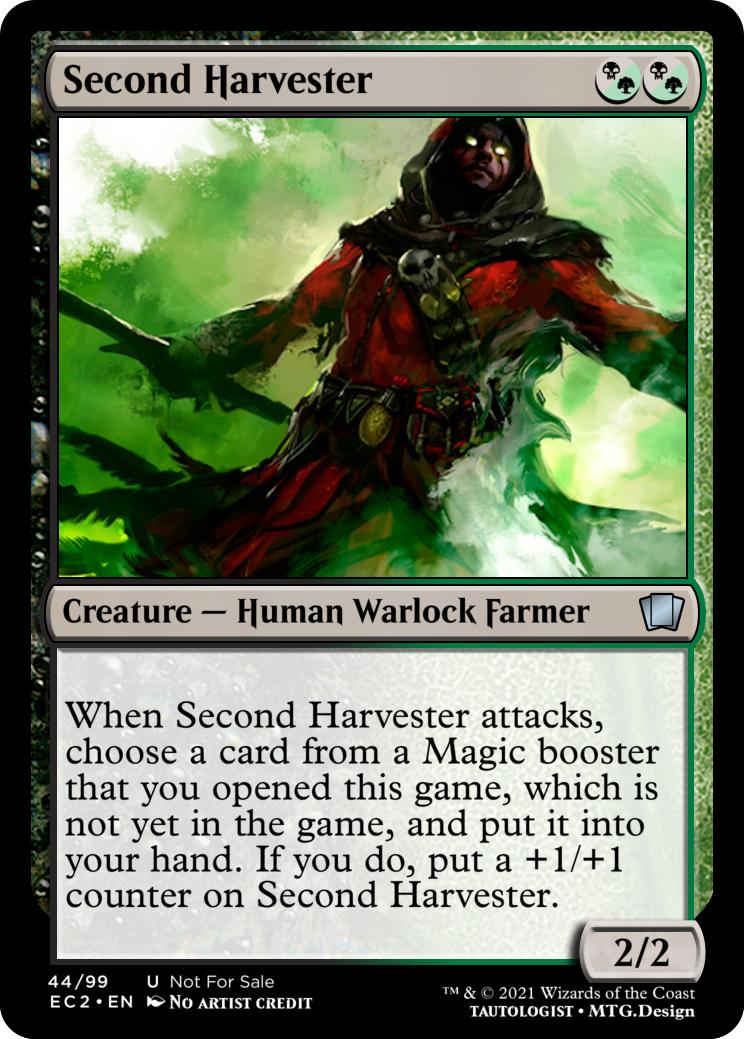 Second Harvester
Creature — Human Warlock Farmer
When Second Harvester attacks,
choose a card from a Magic booster
that you opened this game, which is
not yet in the game, and put it into
your hand. If you do, put a +1/+1
counter on Second Harvester.
2/2
44/99 U Not For Sale
EC2 • EN No artist credit
™ & © 2021 Wizards of the Coast
TAUTOLOGIST • MTG.Design